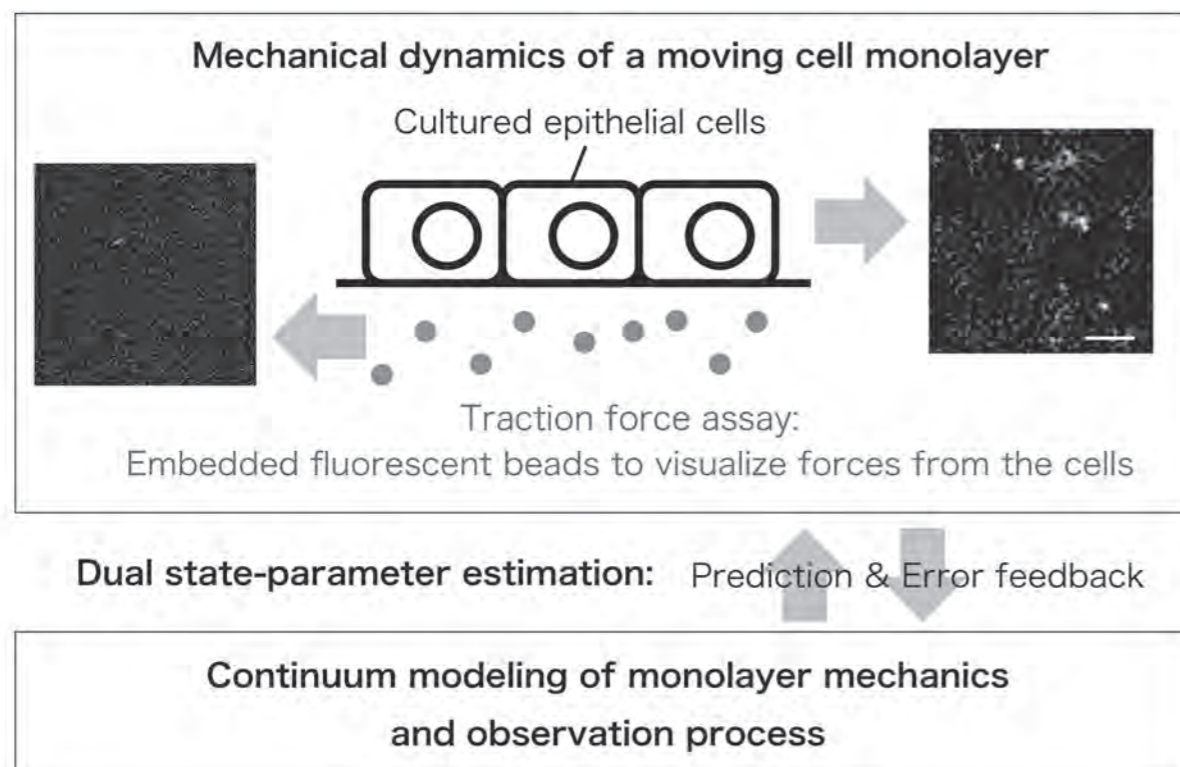 Mechanical dynamics of a moving cell monolayer
Cultured epithelial cells
Traction force assay:
Embedded fluorescent beads to visualize forces from the cells
Dual state-parameter estimation: Prediction & Error feedback
Continuum modeling of monolayer mechanics
and observation process